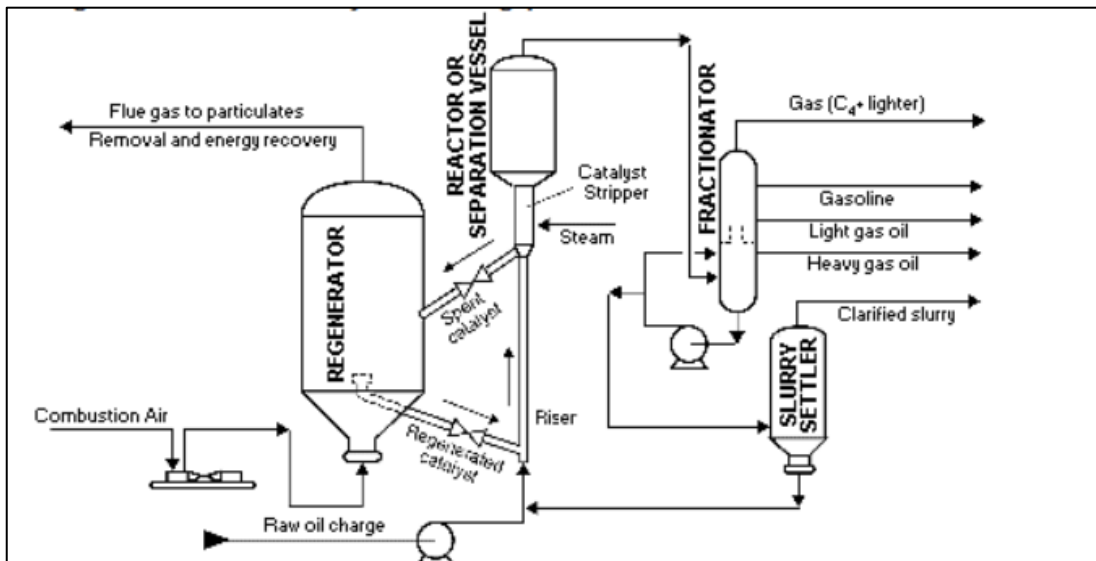 REACTOR OR
SEPARATION VESSEL
Flue gas to particulates
Removal and energy recovery
FRACTIONATOR
Gas (C₄+ lighter)
Catalyst
Stripper
Gasoline
Steam
Light gas oil
Heavy gas oil
REGENERATOR
Spent
catalyst
Clarified slurry
SLURRY
SETTLER
Combustion Air
Riser
Regenerated
catalyst
Raw oil charge